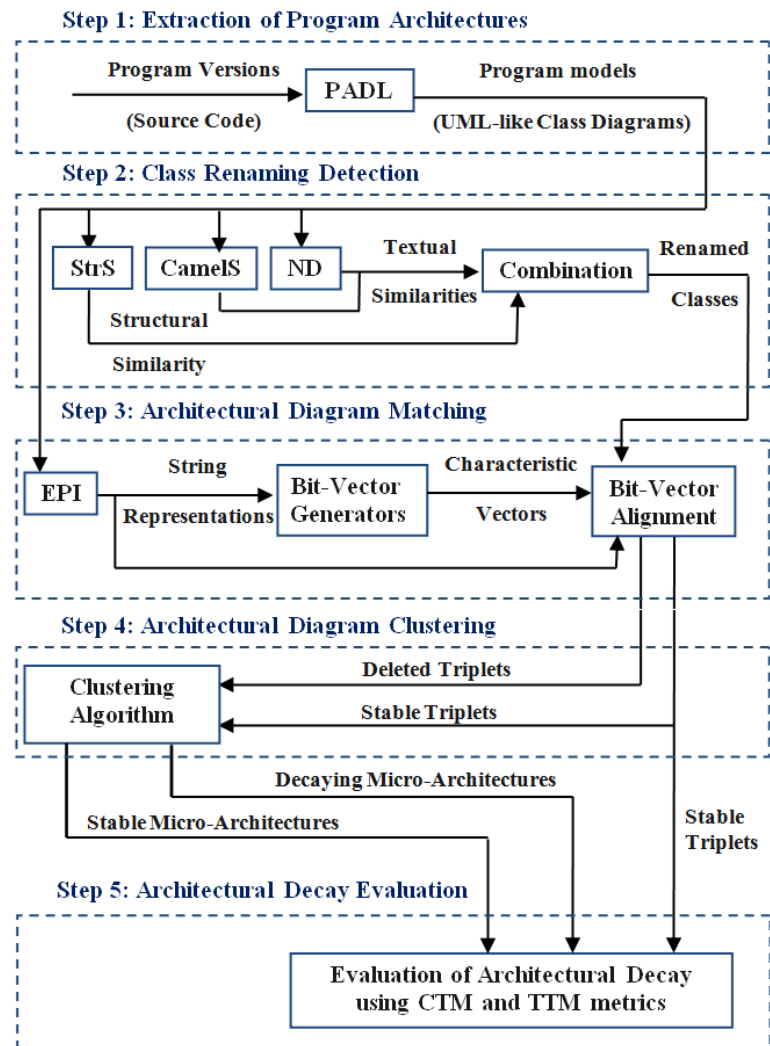 Step 1: Extraction of Program Architectures
Program Versions
(Source Code)
PADL
Program models
(UML-like Class Diagrams)
Step 2: Class Renaming Detection
StrS
CamelS
ND
Textual
Similarities
Combination
Renamed
Classes
Structural
Similarity
Step 3: Architectural Diagram Matching
EPI
String
Representations
Bit-Vector
Generators
Characteristic
Vectors
Bit-Vector
Alignment
Step 4: Architectural Diagram Clustering
Clustering
Algorithm
Deleted Triplets
Stable Triplets
Decaying Micro-Architectures
Stable Micro-Architectures
Stable
Triplets
Step 5: Architectural Decay Evaluation
Evaluation of Architectural Decay
using CTM and TTM metrics